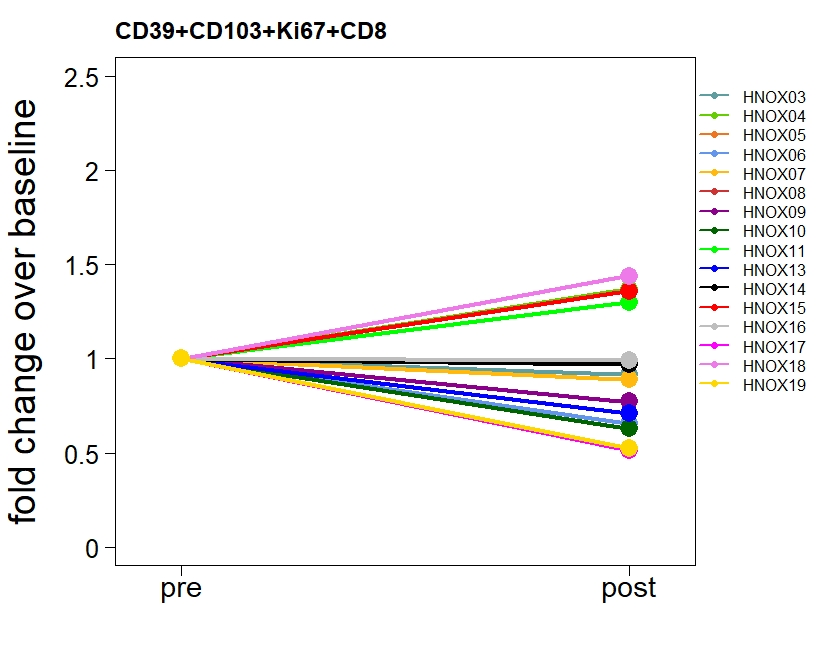 CD39+CD103+Ki67+CD8
fold change over baseline
2.5
2
1.5
1
0.5
0
pre
post
HNOX03
HNOX04
HNOX05
HNOX06
HNOX07
HNOX08
HNOX09
HNOX10
HNOX11
HNOX13
HNOX14
HNOX15
HNOX16
HNOX17
HNOX18
HNOX19